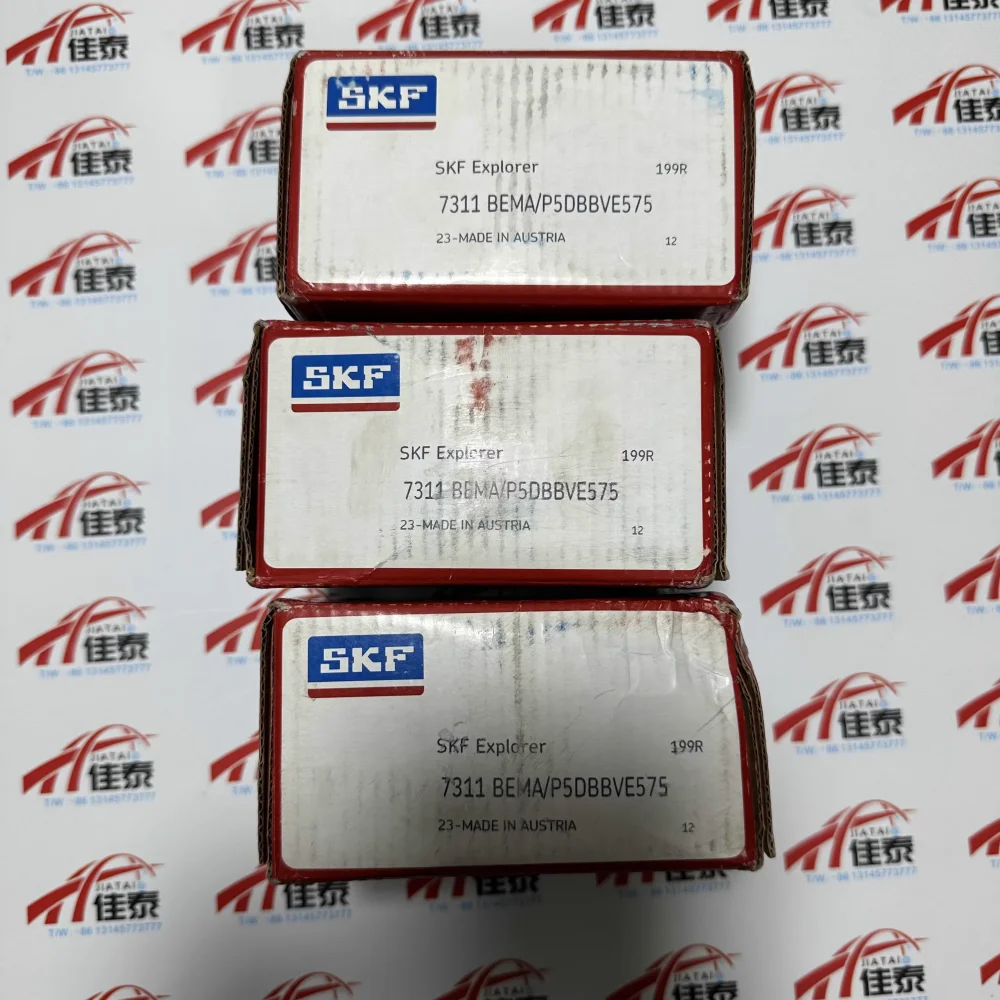 SKF
SKF Explorer 199R
7311 BEMA/P5DBBVE575
23-MADE IN AUSTRIA 12
SKF
SKF Explorer 199R
7311 BEMA/P5DBBVE575
23-MADE IN AUSTRIA 12
SKF
SKF Explorer 199R
7311 BEMA/P5DBBVE575
23-MADE IN AUSTRIA 12
JIATAI
佳泰
T/W: +86 13145773777